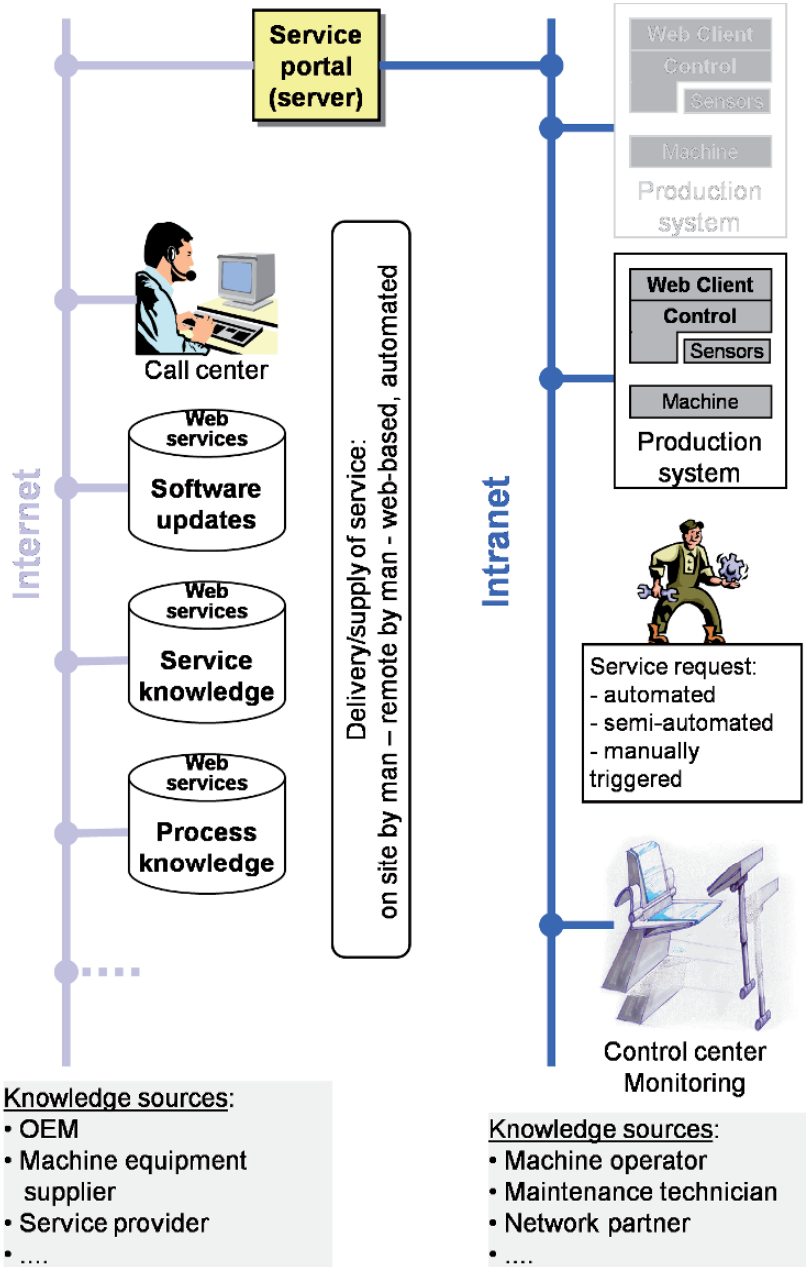 Service
portal
(server)
Web Client
Control
Sensors
Machine
Production
system
Call center
Web
services
Software
updates
Web
services
Service
knowledge
Web
services
Process
knowledge
Internet
Delivery/supply of service:
on site by man – remote by man - web-based, automated
Intranet
Web Client
Control
Sensors
Machine
Production
system
Service request:
- automated
- semi-automated
- manually
triggered
Control center
Monitoring
Knowledge sources:
• OEM
• Machine equipment
supplier
• Service provider
• ....
Knowledge sources:
• Machine operator
• Maintenance technician
• Network partner
• ....